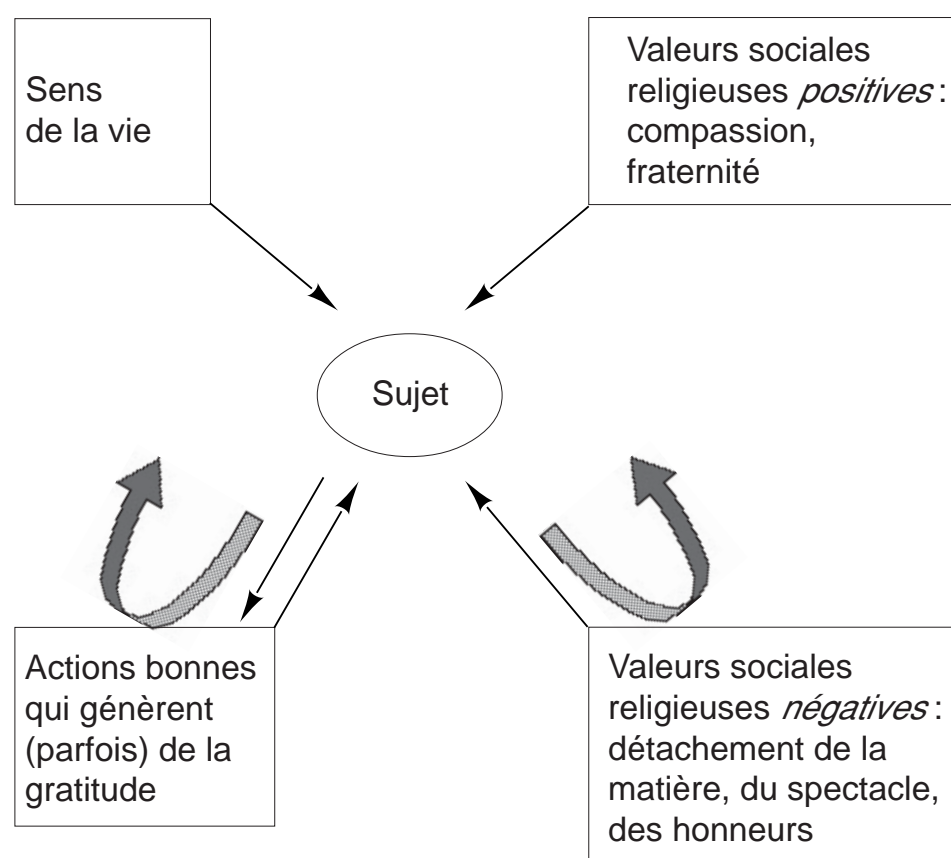 Sens
de la vie
Valeurs sociales
religieuses positives :
compassion,
fraternité
Sujet
Actions bonnes
qui génèrent
(parfois) de la
gratitude
Valeurs sociales
religieuses négatives :
détachement de la
matière, du spectacle,
des honneurs